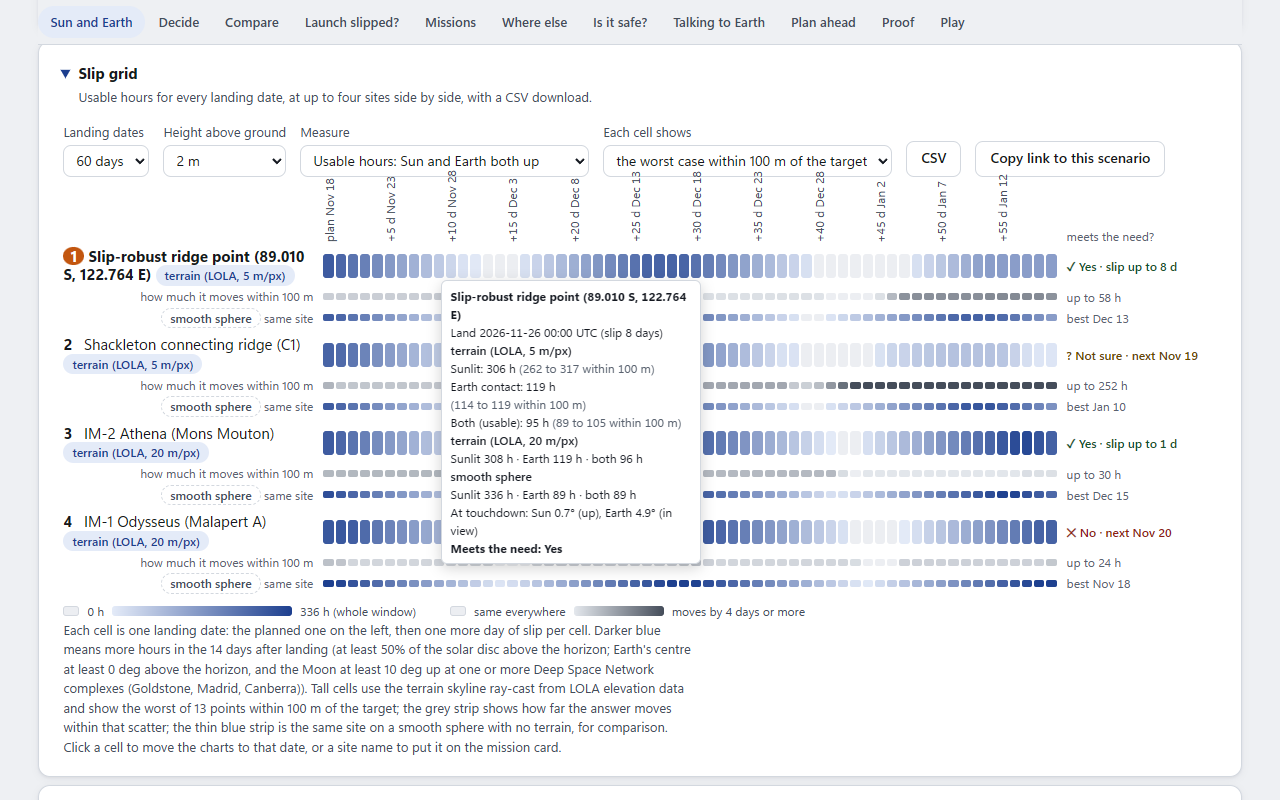 Sun and Earth Decide Compare Launch slipped? Missions Where else Is it safe? Talking to Earth Plan ahead Proof Play
▼ Slip grid
Usable hours for every landing date, at up to four sites side by side, with a CSV download.
Landing dates Height above ground Measure Each cell shows
60 days 2 m Usable hours: Sun and Earth both up the worst case within 100 m of the target CSV Copy link to this scenario
plan Nov 18 +5 d Nov 23 +10 d Nov 28 +15 d Dec 3 +20 d Dec 8 +25 d Dec 13 +30 d Dec 18 +35 d Dec 23 +40 d Dec 28 +45 d Jan 2 +50 d Jan 7 +55 d Jan 12
meets the need?
1 Slip-robust ridge point (89.010
S, 122.764 E) terrain (LOLA, 5 m/px) ✓ Yes · slip up to 8 d
how much it moves within 100 m up to 58 h
smooth sphere same site best Dec 13
2 Shackleton connecting ridge (C1)
terrain (LOLA, 5 m/px) ? Not sure · next Nov 19
how much it moves within 100 m up to 252 h
smooth sphere same site best Jan 10
3 IM-2 Athena (Mons Mouton)
terrain (LOLA, 20 m/px) ✓ Yes · slip up to 1 d
how much it moves within 100 m up to 30 h
smooth sphere same site best Dec 15
4 IM-1 Odysseus (Malapert A)
terrain (LOLA, 20 m/px) ✕ No · next Nov 20
how much it moves within 100 m up to 24 h
smooth sphere same site best Nov 18
Slip-robust ridge point (89.010 S, 122.764
E)
Land 2026-11-26 00:00 UTC (slip 8 days)
terrain (LOLA, 5 m/px)
Sunlit: 306 h (262 to 317 within 100 m)
Earth contact: 119 h
(114 to 119 within 100 m)
Both (usable): 95 h (89 to 105 within 100 m)
terrain (LOLA, 20 m/px)
Sunlit 308 h · Earth 119 h · both 96 h
smooth sphere
Sunlit 336 h · Earth 89 h · both 89 h
At touchdown: Sun 0.7° (up), Earth 4.9° (in
view)
Meets the need: Yes
0 h 336 h (whole window) same everywhere moves by 4 days or more
Each cell is one landing date: the planned one on the left, then one more day of slip per cell. Darker blue
means more hours in the 14 days after landing (at least 50% of the solar disc above the horizon; Earth's centre
at least 0 deg above the horizon, and the Moon at least 10 deg up at one or more Deep Space Network
complexes (Goldstone, Madrid, Canberra)). Tall cells use the terrain skyline ray-cast from LOLA elevation data
and show the worst of 13 points within 100 m of the target; the grey strip shows how far the answer moves
within that scatter; the thin blue strip is the same site on a smooth sphere with no terrain, for comparison.
Click a cell to move the charts to that date, or a site name to put it on the mission card.